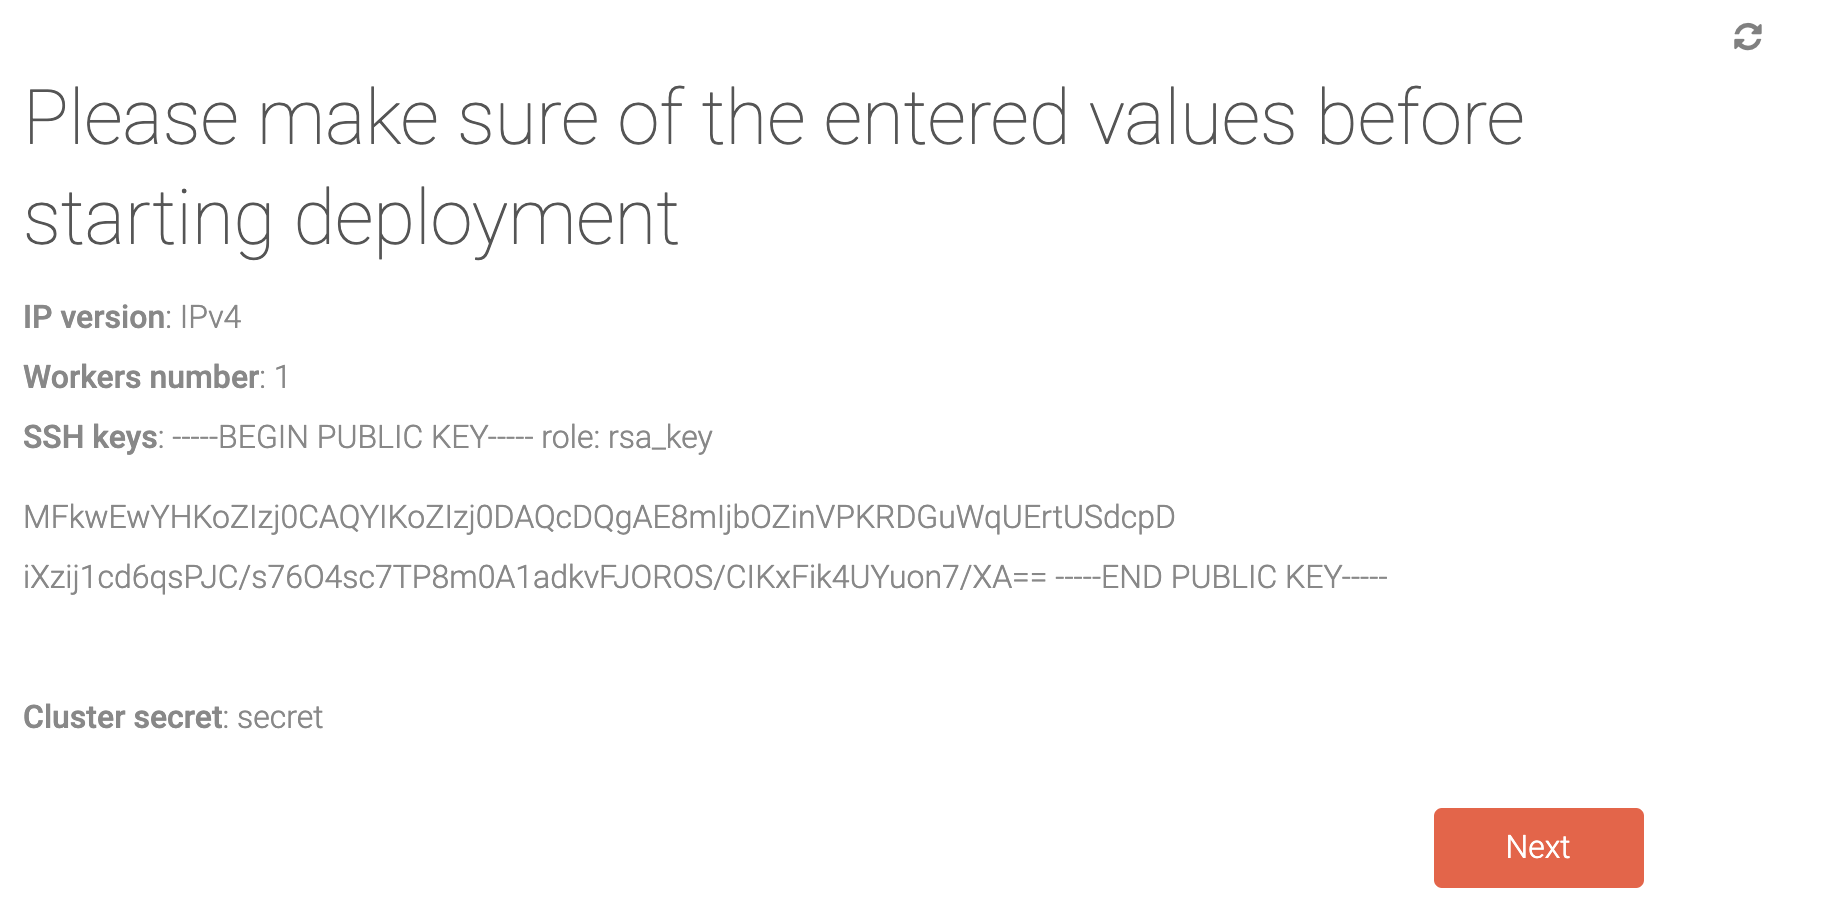 Please make sure of the entered values before
starting deployment
IP version: IPv4
Workers number: 1
SSH keys: -----BEGIN PUBLIC KEY----- role: rsa_key
MFkwEwYHKoZIzj0CAQYIKoZIzj0DAQcDQgAE8mIjbOZinVPKRDGuWqUErtUSdcpD
iXzij1cd6qsPJC/s76O4sc7TP8m0A1adkvFJOROS/CIKxFik4UYuon7/XA== -----END PUBLIC KEY-----
Cluster secret: secret
Next